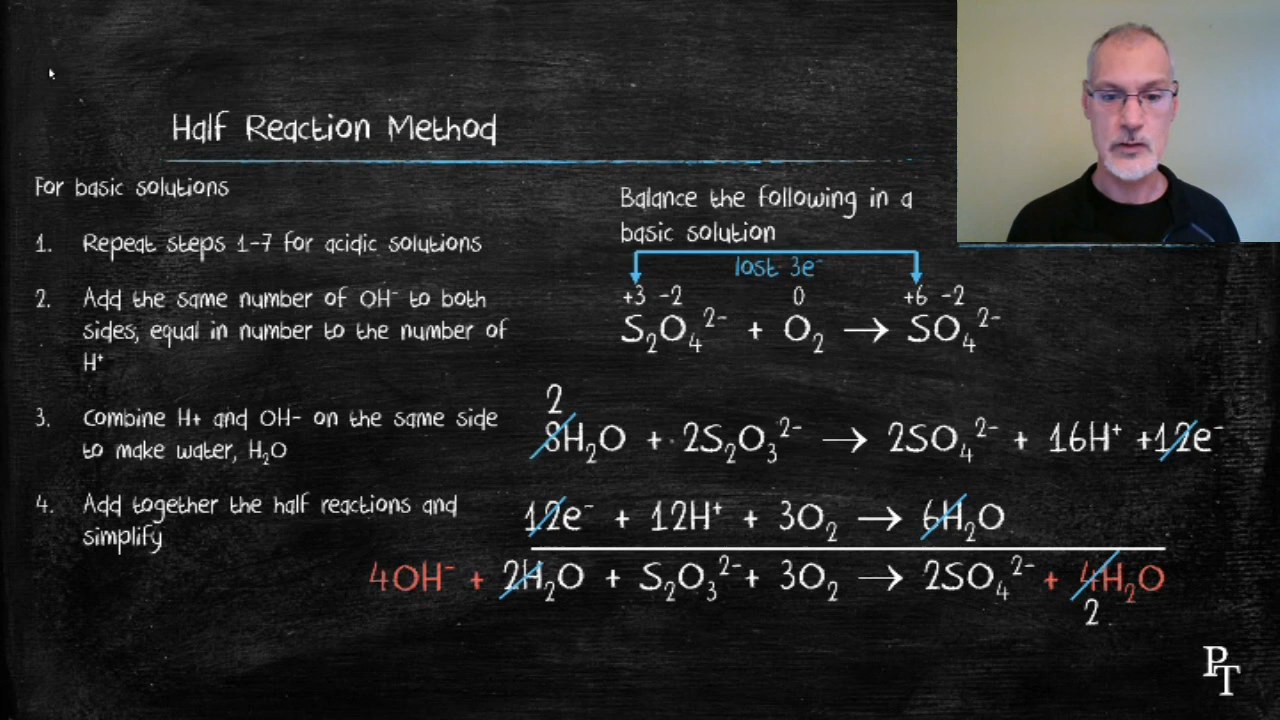 Half Reaction Method
For basic solutions
1. Repeat steps 1-7 for acidic solutions
2. Add the same number of OH⁻ to both
sides, equal in number to the number of
H⁺
3. Combine H+ and OH- on the same side
to make water, H₂O
4. Add together the half reactions and
simplify
Balance the following in a
basic solution
lost 3e⁻
+3 -2 0 +6 -2
S₂O₄²⁻ + O₂ → SO₄²⁻
2
8H₂O + 2S₂O₃²⁻ → 2SO₄²⁻ + 16H⁺ +12e⁻
12e⁻ + 12H⁺ + 3O₂ → 6H₂O
4OH⁻ + 2H₂O + S₂O₃²⁻+ 3O₂ → 2SO₄²⁻ + 4H₂O
2
PT